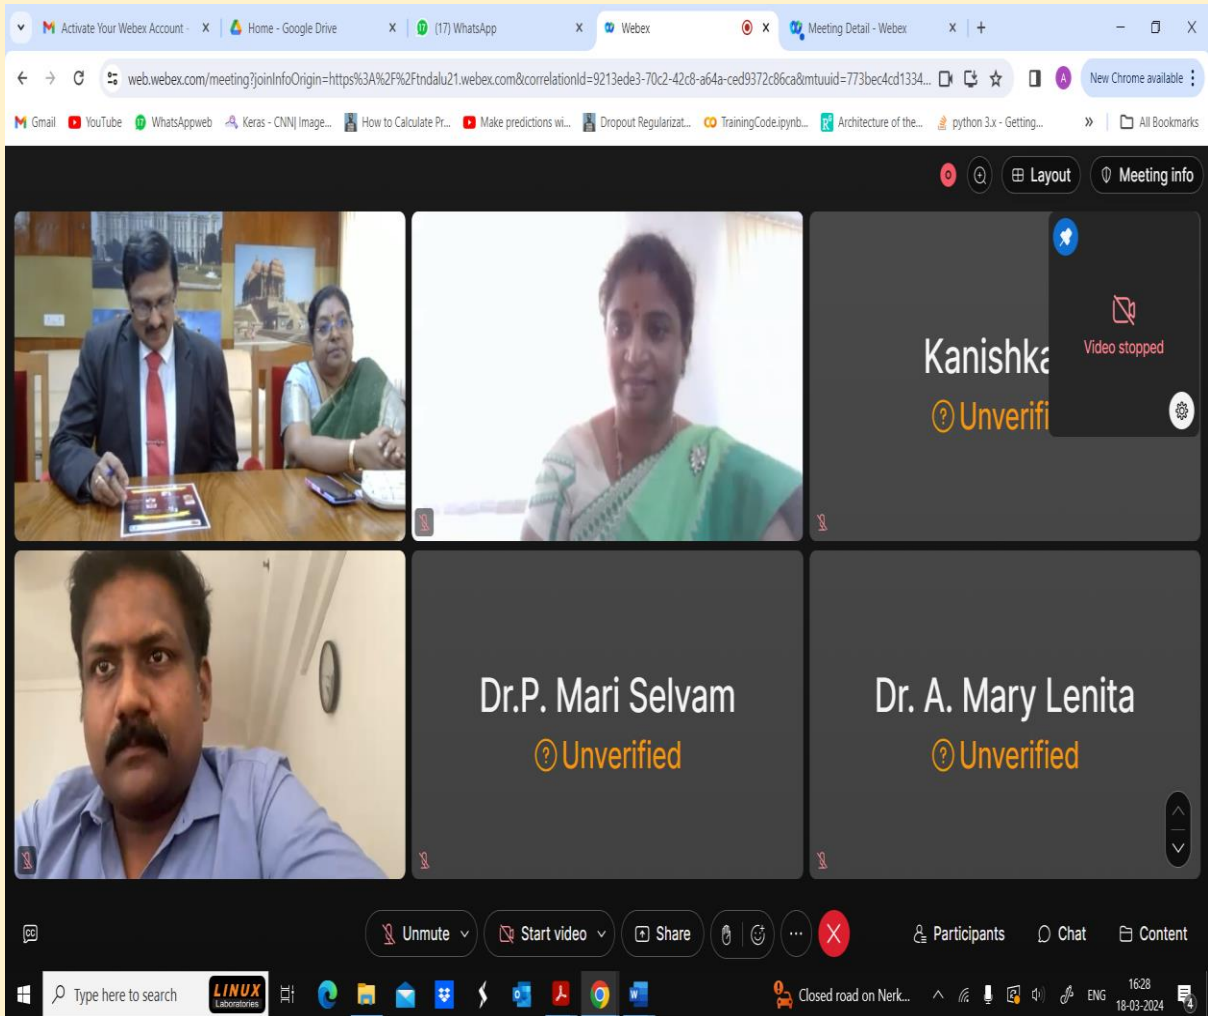 Activate Your Webex Account -
Home - Google Drive
(17) WhatsApp
Webex
Meeting Detail - Webex
web.webex.com/meeting?joinInfoOrigin=https%3A%2F%2Ftndalu21.webex.com&correlationId=9213ede3-70c2-42c8-a64a-ced9372c86ca&mtuuid=773bec4cd1334...
A
New Chrome available
Gmail
YouTube
WhatsAppweb
Keras - CNN| Image...
How to Calculate Pr...
Make predictions wi...
Dropout Regularizat...
TrainingCode.ipynb...
Architecture of the...
python 3.x - Getting...
All Bookmarks
Layout
Meeting info
Kanishka
Unverifi
Video stopped
Dr.P. Mari Selvam
Unverified
Dr. A. Mary Lenita
Unverified
CC
Unmute
Start video
Share
Participants
Chat
Content
Type here to search
LINUX
Laboratories
Closed road on Nerk...
ENG
16:28
18-03-2024
4